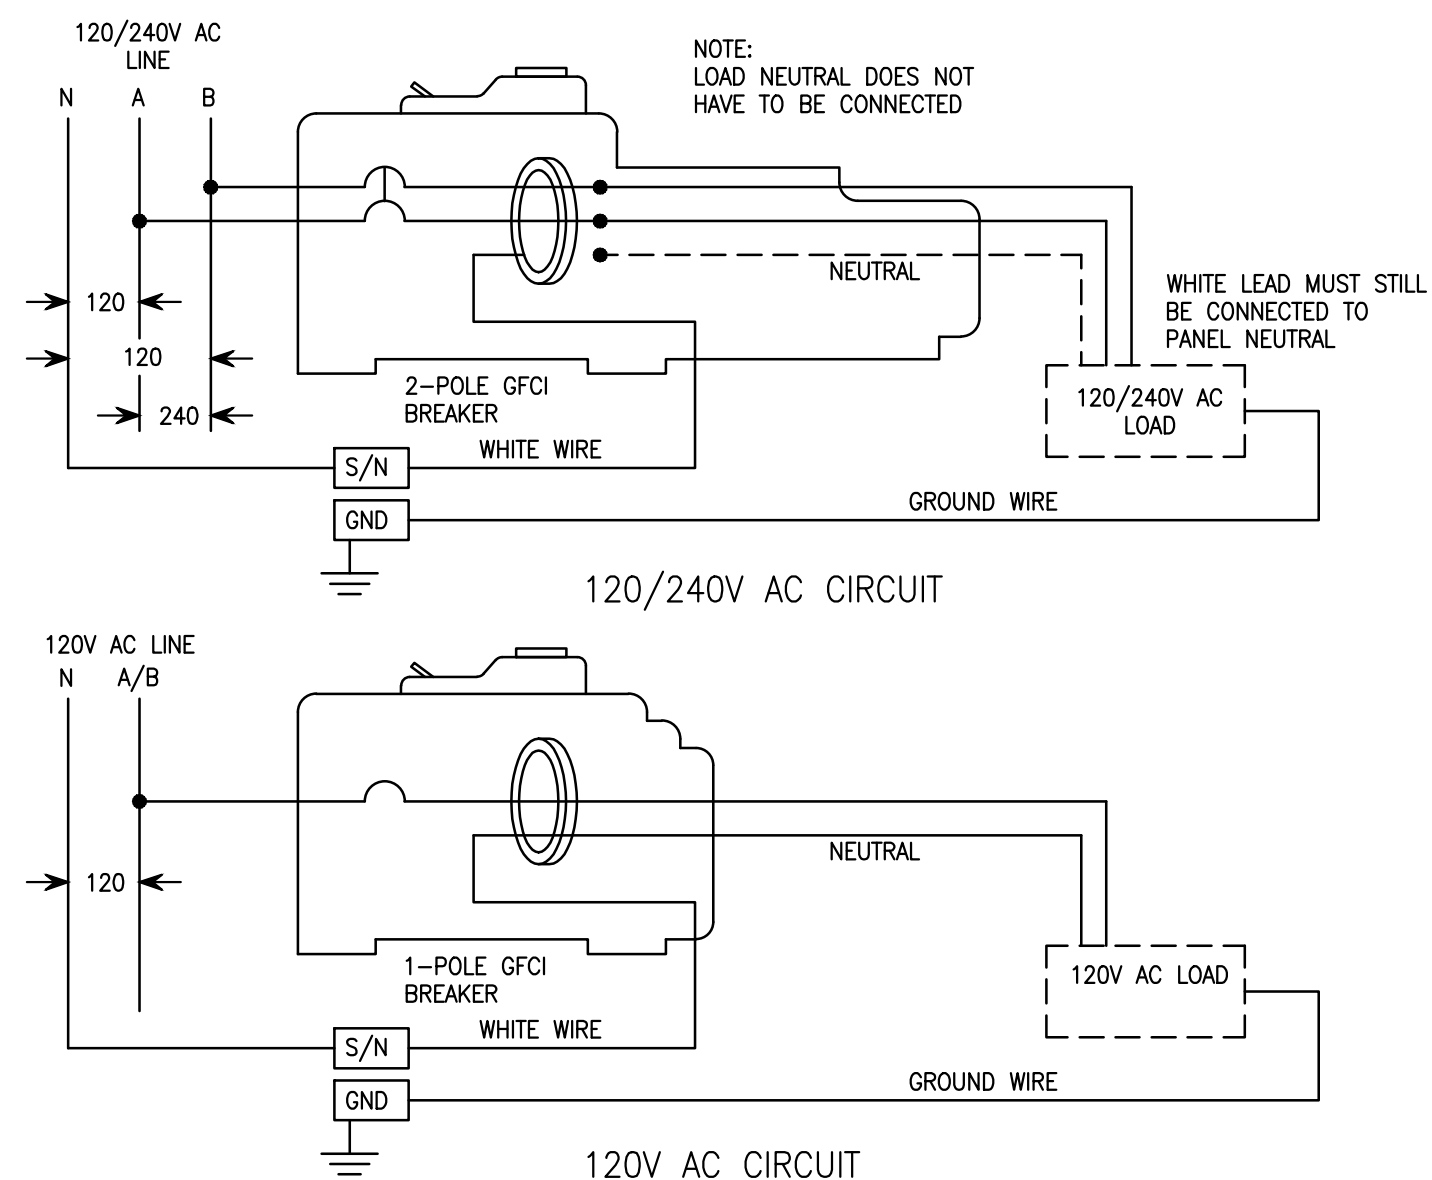 120/240V AC
LINE
N A B
NOTE:
LOAD NEUTRAL DOES NOT
HAVE TO BE CONNECTED
NEUTRAL
WHITE LEAD MUST STILL
BE CONNECTED TO
PANEL NEUTRAL
120
120
240
2-POLE GFCI
BREAKER
120/240V AC
LOAD
WHITE WIRE
S/N
GROUND WIRE
GND
120/240V AC CIRCUIT
120V AC LINE
N A/B
NEUTRAL
120
1-POLE GFCI
BREAKER
120V AC LOAD
WHITE WIRE
S/N
GROUND WIRE
GND
120V AC CIRCUIT